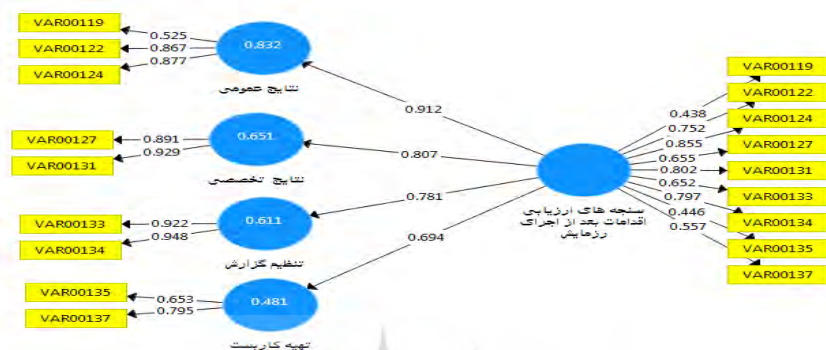 VAR00119
0.525
VAR00122
0.867
VAR00124
0.877
0.832
نتایج عمومی
VAR00127
0.891
VAR00131
0.929
0.651
نتایج تخصصی
VAR00133
0.922
VAR00134
0.948
0.611
تنظیم گزارش
VAR00135
0.653
VAR00137
0.795
0.481
تهیه کاربست
0.912
0.807
0.781
0.694
سنجه های ارزیابی
اقدامات بعد از اجرای
رزمایش
0.438
0.752
0.855
0.655
0.802
0.652
0.797
0.446
0.557
VAR00119
VAR00122
VAR00124
VAR00127
VAR00131
VAR00133
VAR00134
VAR00135
VAR00137